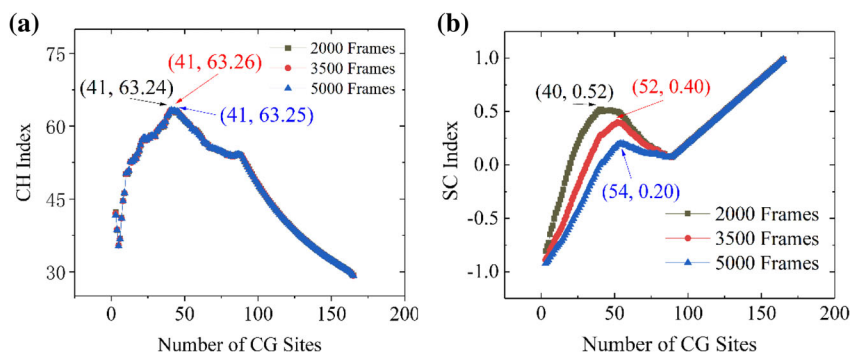 (a)
75
60
45
30
CH Index
0
50
100
150
200
Number of CG Sites
2000 Frames
3500 Frames
5000 Frames
(41, 63.26)
(41, 63.24)
(41, 63.25)
(b)
1.0
0.5
0.0
-0.5
-1.0
SC Index
0
50
100
150
200
Number of CG Sites
(40, 0.52)
(52, 0.40)
(54, 0.20)
2000 Frames
3500 Frames
5000 Frames